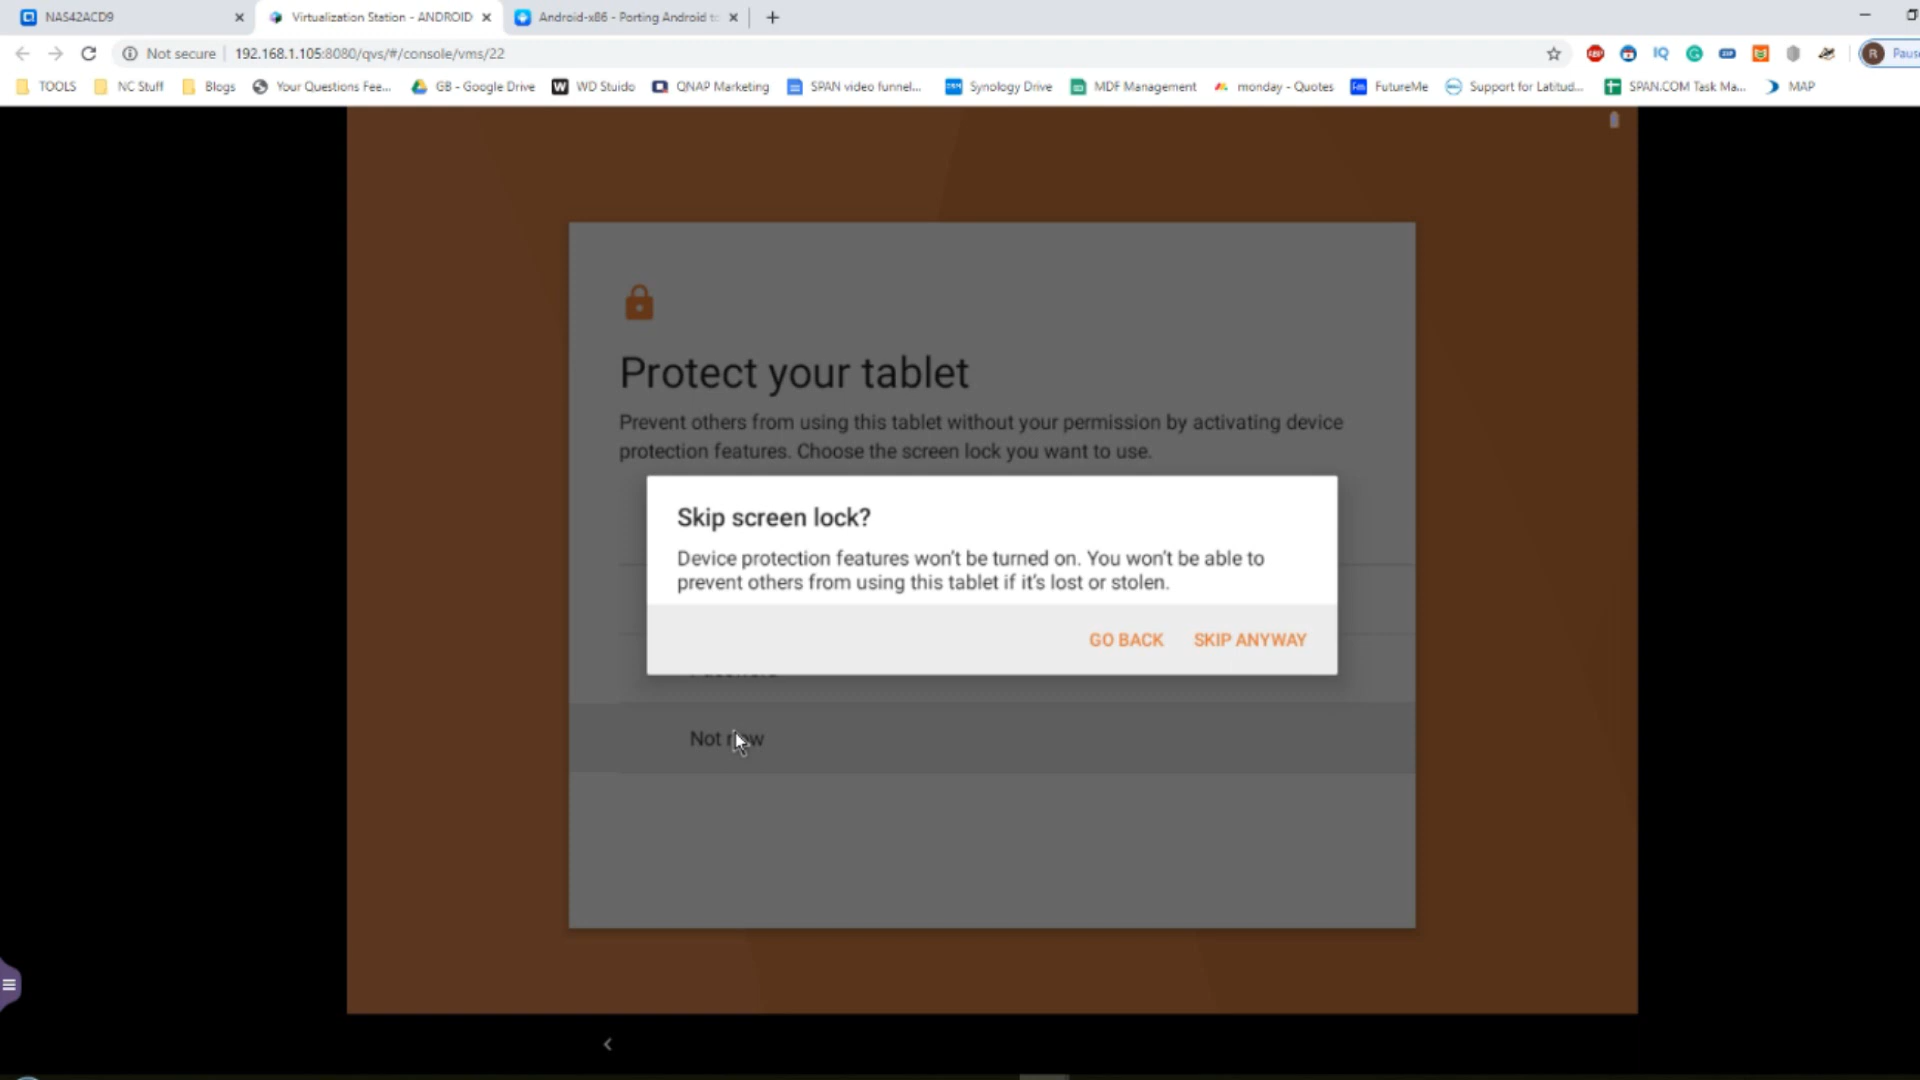 NAS42ACD9
Virtualization Station - ANDROID
Android-x86 - Porting Android to
Not secure
192.168.1.105:8080/qvs/#/console/vms/22
R
Paus
TOOLS
NC Stuff
Blogs
Your Questions Fee...
GB - Google Drive
WD Stuido
QNAP Marketing
SPAN video funnel...
Synology Drive
MDF Management
monday - Quotes
FutureMe
Support for Latitud...
SPAN.COM Task Ma...
MAP
Protect your tablet
Prevent others from using this tablet without your permission by activating device
protection features. Choose the screen lock you want to use.
Skip screen lock?
Device protection features won't be turned on. You won't be able to
prevent others from using this tablet if it's lost or stolen.
GO BACK
SKIP ANYWAY
Not now